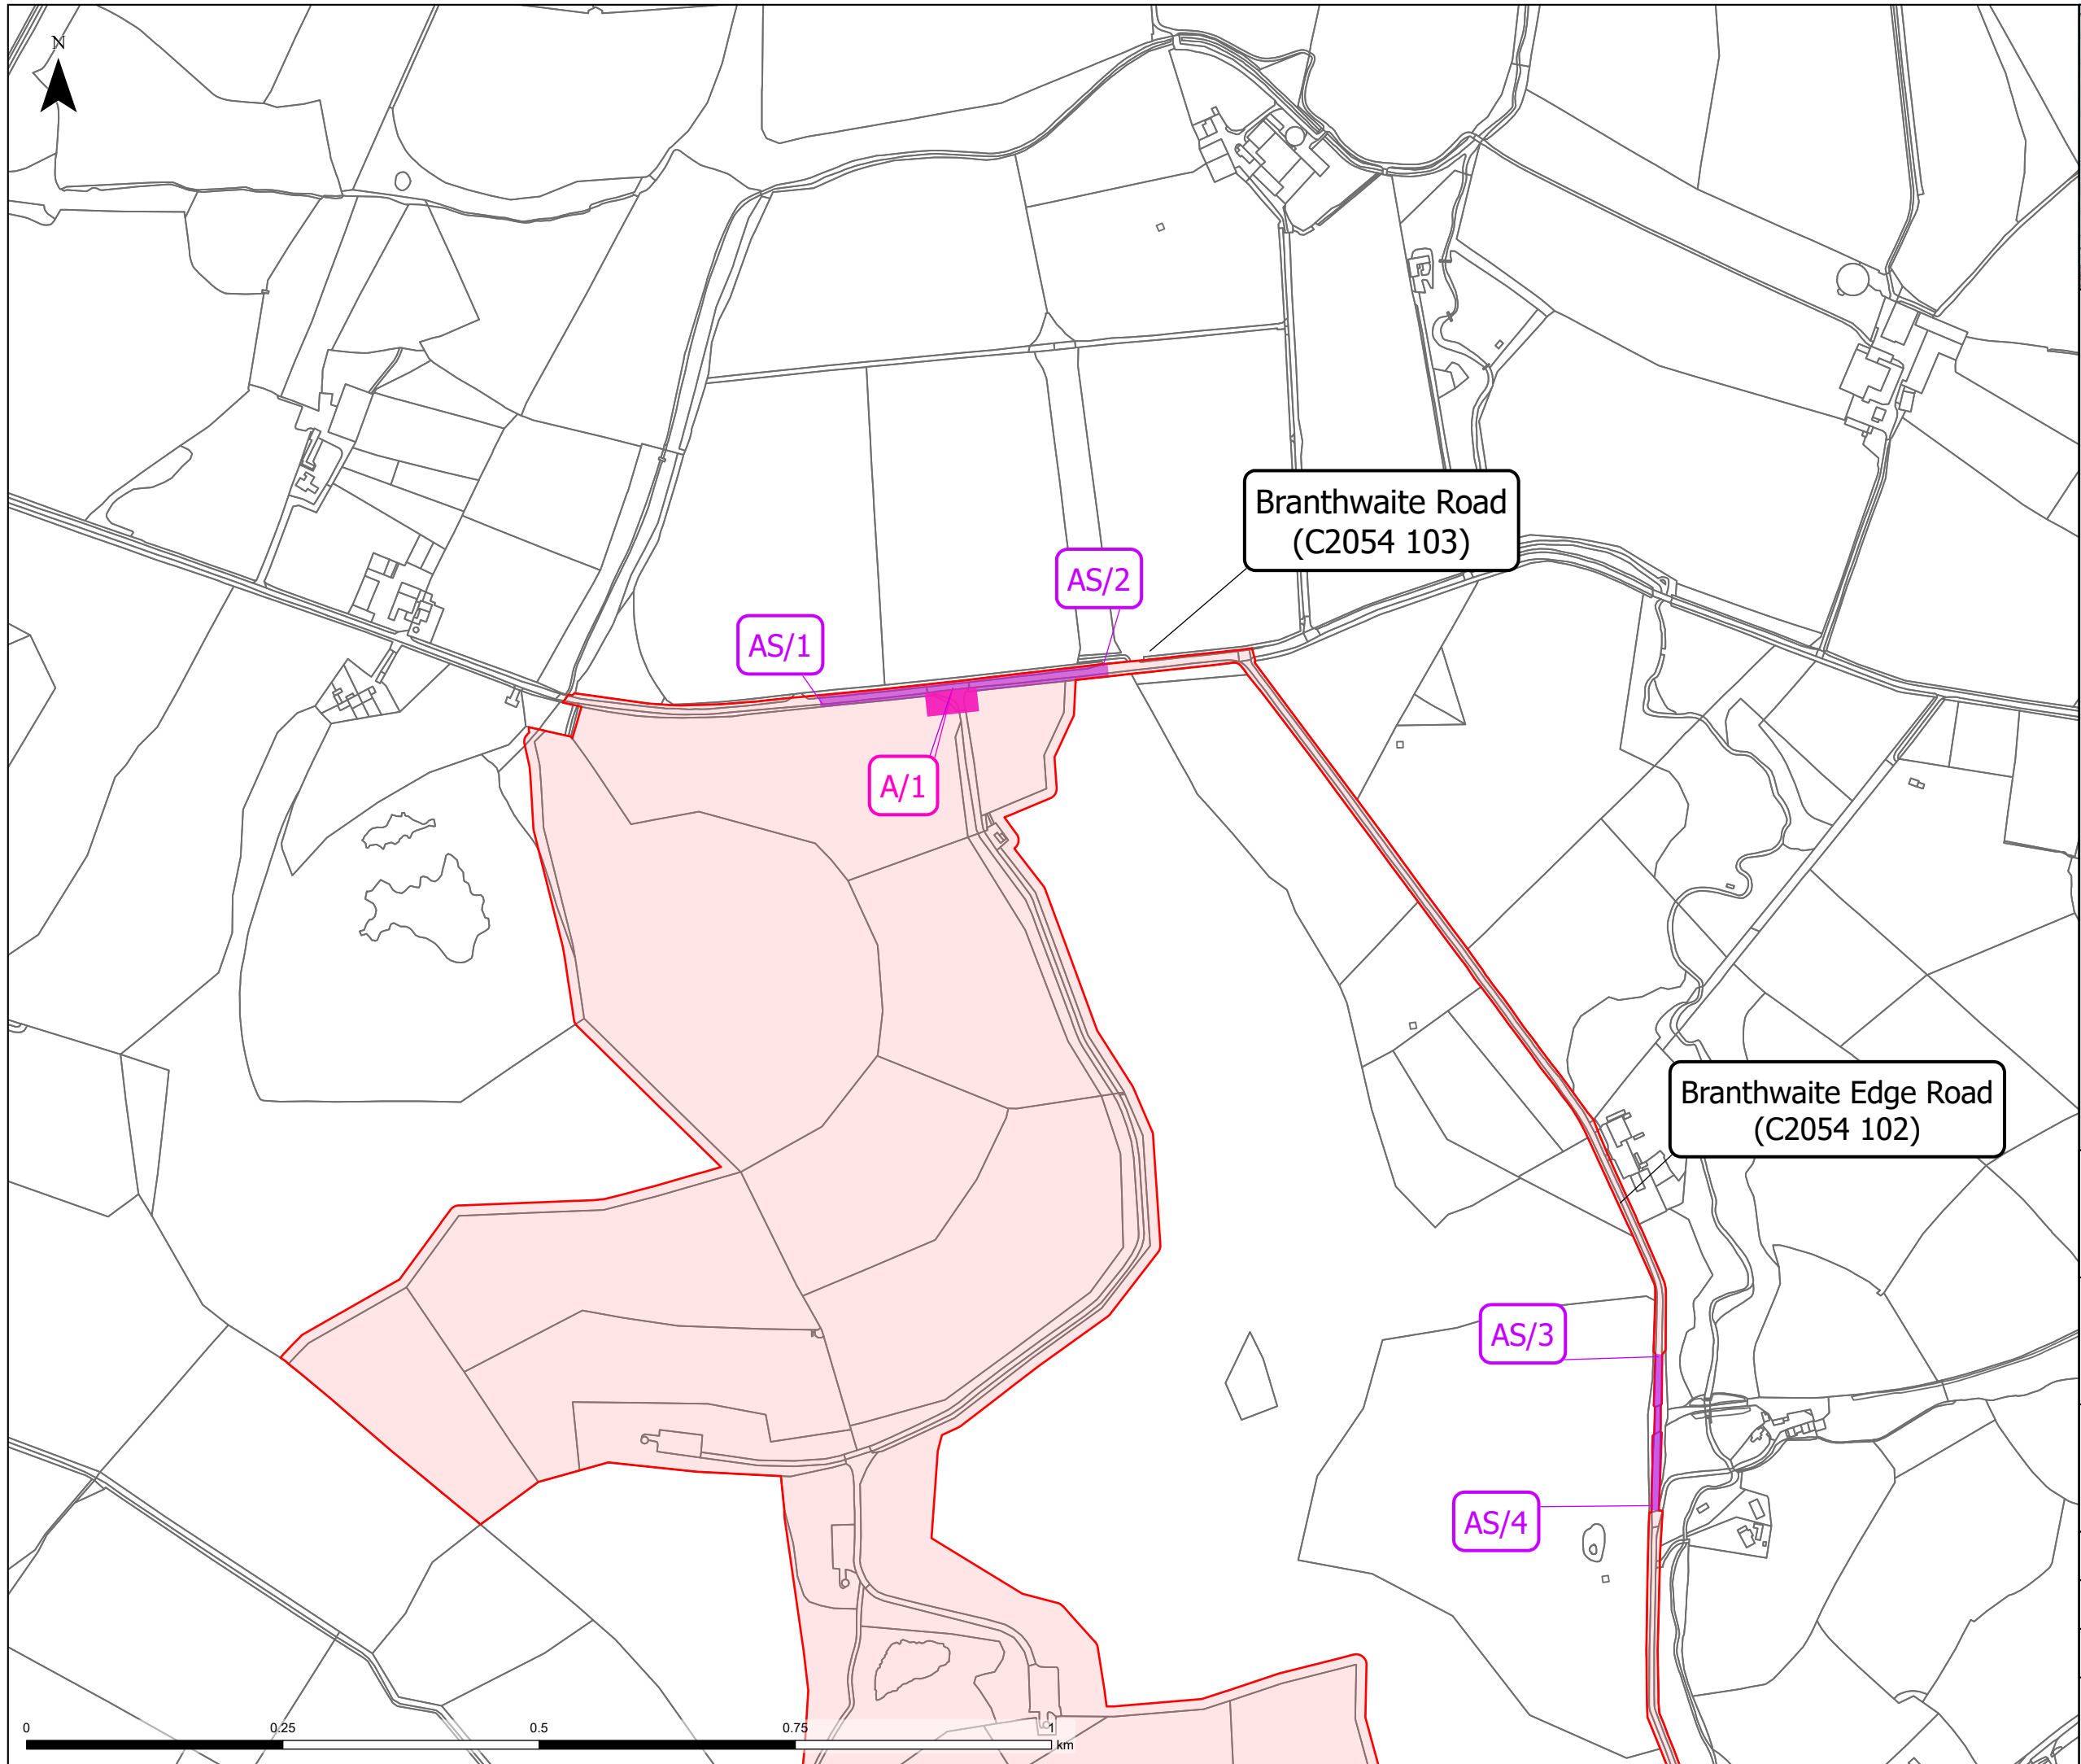 N
Branthwaite Road
(C2054 103)
AS/2
AS/1
A/1
Branthwaite Edge Road
(C2054 102)
AS/3
AS/4
0 0.25 0.5 0.75 1
km